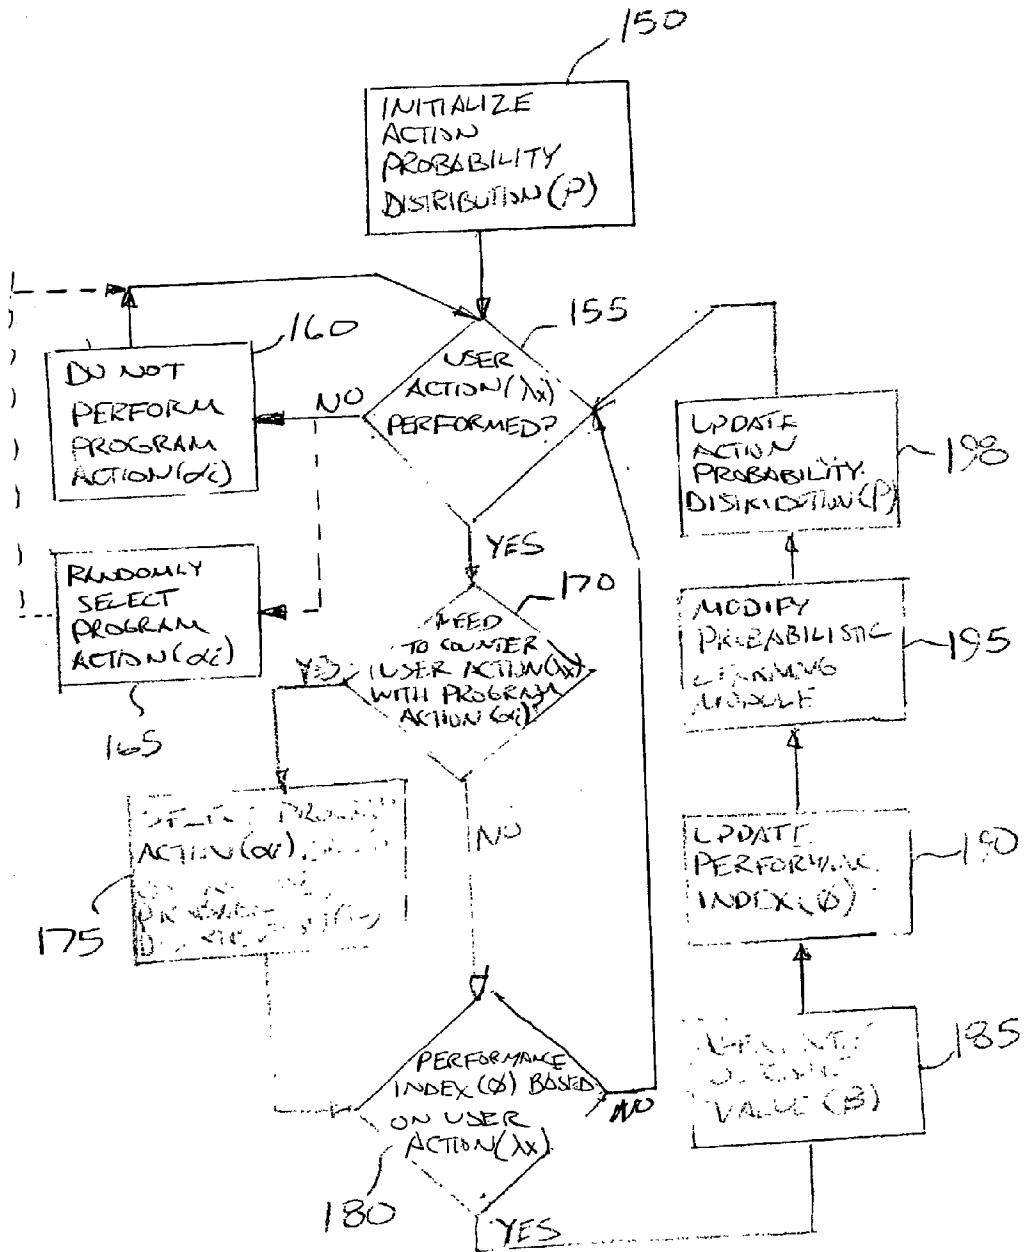 150
INITIALIZE
ACTION
PROBABILITY
DISTRIBUTION(P)
155
USER
ACTION(λx)
PERFORMED?
NO
YES
160
DO NOT
PERFORM
PROGRAM
ACTION(αi)
RANDOMLY
SELECT
PROGRAM
ACTION(αi)
165
170
NEED
TO COUNTER
USER ACTION(λx)
WITH PROGRAM
ACTION(αi)?
YES
NO
SELECT
ACTION(αi)
175
PERFORMANCE
INDEX(φ) BASED
ON USER
ACTION(λx)
180
NO
YES
VALUE(β)
185
UPDATE
INDEX(φ)
190
MODIFY
PROBABILISTIC
LEARNING
MODULE
195
UPDATE
ACTION
PROBABILITY
DISTRIBUTION(P)
198